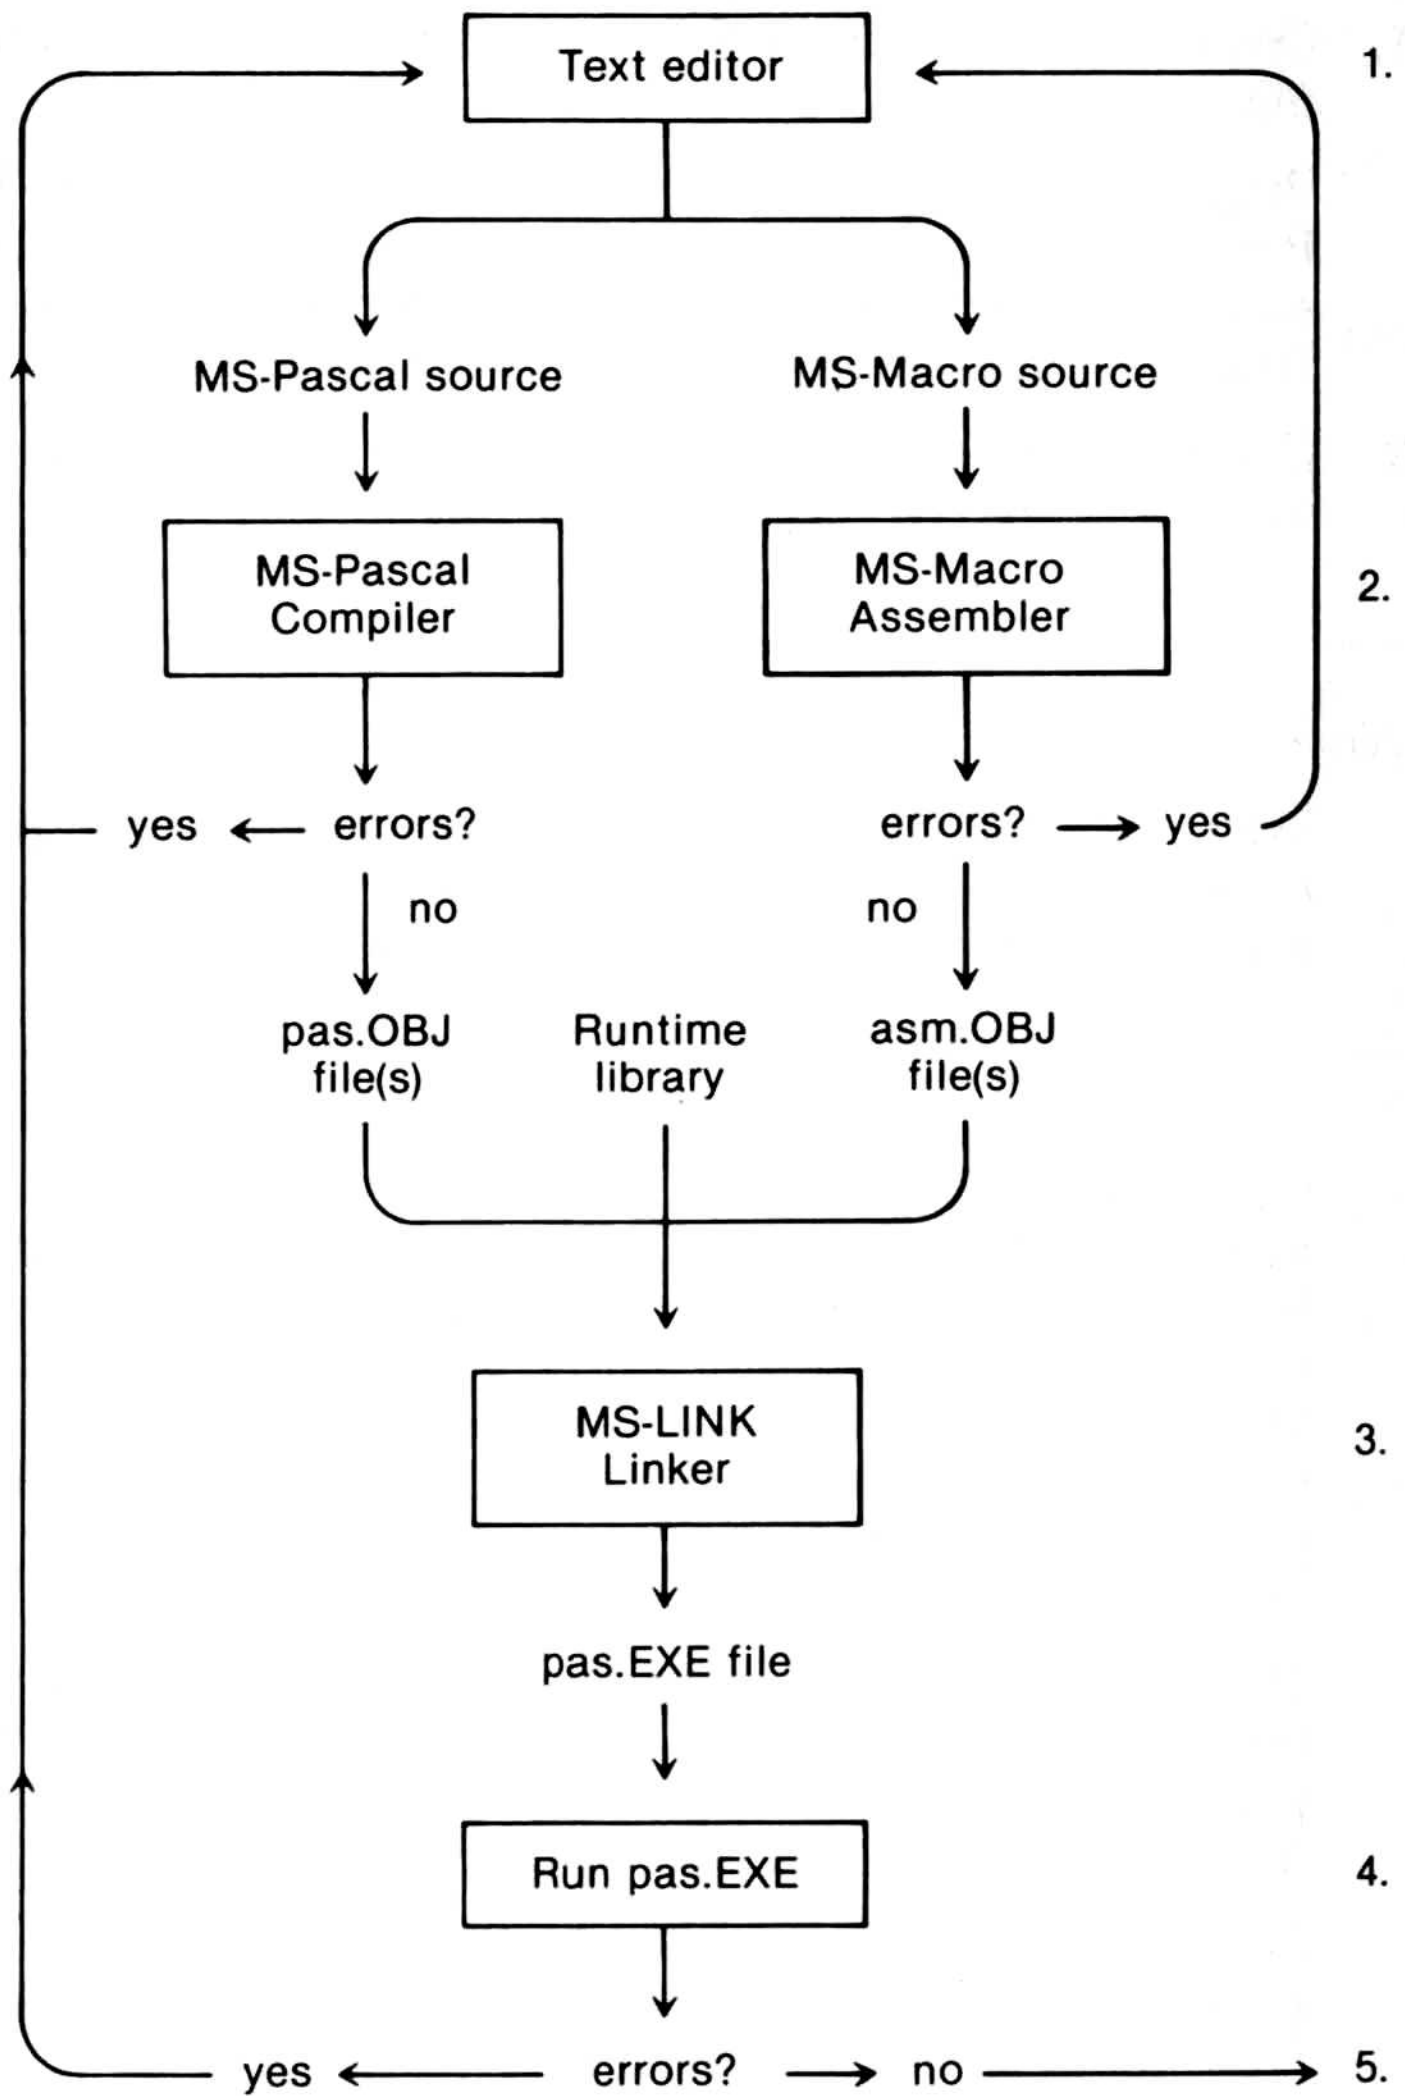 Text editor
1.
MS-Pascal source
MS-Macro source
MS-Pascal
Compiler
MS-Macro
Assembler
2.
yes
errors?
errors?
yes
no
no
pas.OBJ
file(s)
Runtime
library
asm.OBJ
file(s)
MS-LINK
Linker
3.
pas.EXE file
Run pas.EXE
4.
yes
errors?
no
5.